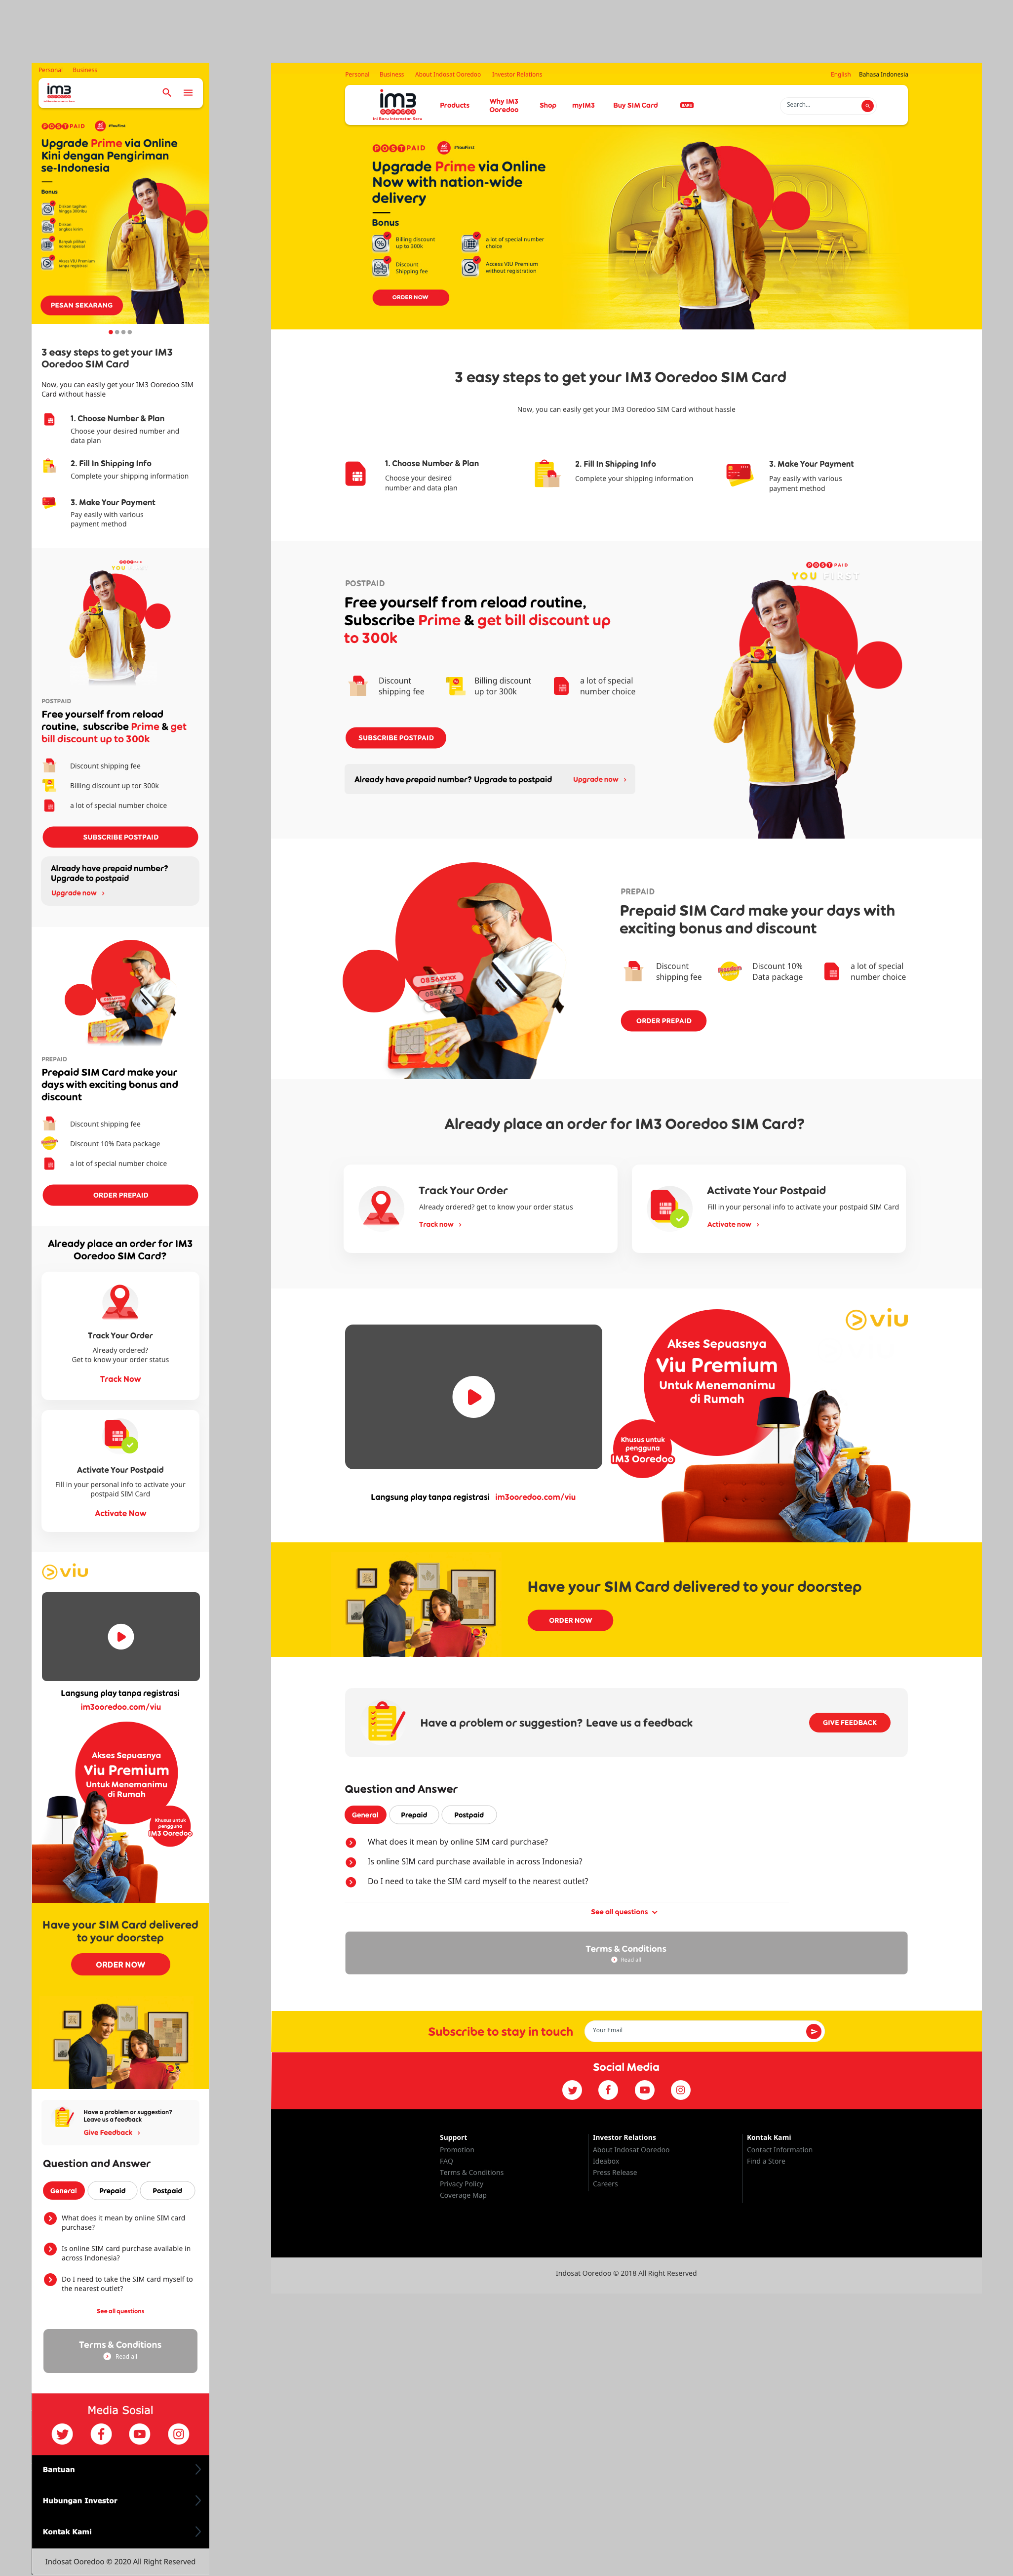 Personal Business
im3
OOREDOO
POSTPAID #YouFirst
Upgrade Prime via Online
Kini dengan Pengiriman
se-Indonesia
Bonus
Diskon tagihan
hingga 300ribu
Diskon
ongkos kirim
Banyak pilihan
nomor spesial
Akses VIU Premium
tanpa registrasi
PESAN SEKARANG
3 easy steps to get your IM3
Ooredoo SIM Card
Now, you can easily get your IM3 Ooredoo SIM
Card without hassle
1. Choose Number & Plan
Choose your desired number and
data plan
2. Fill In Shipping Info
Complete your shipping information
3. Make Your Payment
Pay easily with various
payment method
POSTPAID
YOU FIRST
POSTPAID
Free yourself from reload
routine, subscribe Prime & get
bill discount up to 300k
Discount shipping fee
Billing discount up tor 300k
a lot of special number choice
SUBSCRIBE POSTPAID
Already have prepaid number?
Upgrade to postpaid
Upgrade now
PREPAID
Prepaid SIM Card make your
days with exciting bonus and
discount
Discount shipping fee
Discount 10% Data package
a lot of special number choice
ORDER PREPAID
Already place an order for IM3
Ooredoo SIM Card?
Track Your Order
Already ordered?
Get to know your order status
Track Now
Activate Your Postpaid
Fill in your personal info to activate your
postpaid SIM Card
Activate Now
viu
Langsung play tanpa registrasi
im3ooredoo.com/viu
Akses Sepuasnya
Viu Premium
Untuk Menemanimu
di Rumah
Khusus untuk
pengguna
IM3 Ooredoo
Have your SIM Card delivered
to your doorstep
ORDER NOW
Have a problem or suggestion?
Leave us a feedback
Give Feedback
Question and Answer
General Prepaid Postpaid
What does it mean by online SIM card
purchase?
Is online SIM card purchase available in
across Indonesia?
Do I need to take the SIM card myself to
the nearest outlet?
See all questions
Terms & Conditions
Read all
Media Sosial
Bantuan
Hubungan Investor
Kontak Kami
Indosat Ooredoo © 2020 All Right Reserved
Personal Business About Indosat Ooredoo Investor Relations English Bahasa Indonesia
im3
OOREDOO
Ini Baru Internetan Seru
Products Why IM3
Ooredoo Shop myIM3 Buy SIM Card BARU Search...
POSTPAID #YouFirst
Upgrade Prime via Online
Now with nation-wide
delivery
Bonus
Billing discount
up to 300k
a lot of special number
choice
Discount
Shipping fee
Access VIU Premium
without registration
ORDER NOW
3 easy steps to get your IM3 Ooredoo SIM Card
Now, you can easily get your IM3 Ooredoo SIM Card without hassle
1. Choose Number & Plan
Choose your desired
number and data plan
2. Fill In Shipping Info
Complete your shipping information
3. Make Your Payment
Pay easily with various
payment method
POSTPAID
YOU FIRST
POSTPAID
Free yourself from reload routine,
Subscribe Prime & get bill discount up
to 300k
Discount
shipping fee
Billing discount
up tor 300k
a lot of special
number choice
SUBSCRIBE POSTPAID
Already have prepaid number? Upgrade to postpaid Upgrade now
0854xxxx
PREPAID
Prepaid SIM Card make your days with
exciting bonus and discount
Discount
shipping fee
Freedom
Discount 10%
Data package
a lot of special
number choice
ORDER PREPAID
Already place an order for IM3 Ooredoo SIM Card?
Track Your Order
Already ordered? get to know your order status
Track now
Activate Your Postpaid
Fill in your personal info to activate your postpaid SIM Card
Activate now
viu
Akses Sepuasnya
Viu Premium
Untuk Menemanimu
di Rumah
Khusus untuk
pengguna
IM3 Ooredoo
Langsung play tanpa registrasi im3ooredoo.com/viu
Have your SIM Card delivered to your doorstep
ORDER NOW
Have a problem or suggestion? Leave us a feedback GIVE FEEDBACK
Question and Answer
General Prepaid Postpaid
What does it mean by online SIM card purchase?
Is online SIM card purchase available in across Indonesia?
Do I need to take the SIM card myself to the nearest outlet?
See all questions
Terms & Conditions
Read all
Subscribe to stay in touch Your Email
Social Media
Support
Promotion
FAQ
Terms & Conditions
Privacy Policy
Coverage Map
Investor Relations
About Indosat Ooredoo
Ideabox
Press Release
Careers
Kontak Kami
Contact Information
Find a Store
Indosat Ooredoo © 2018 All Right Reserved